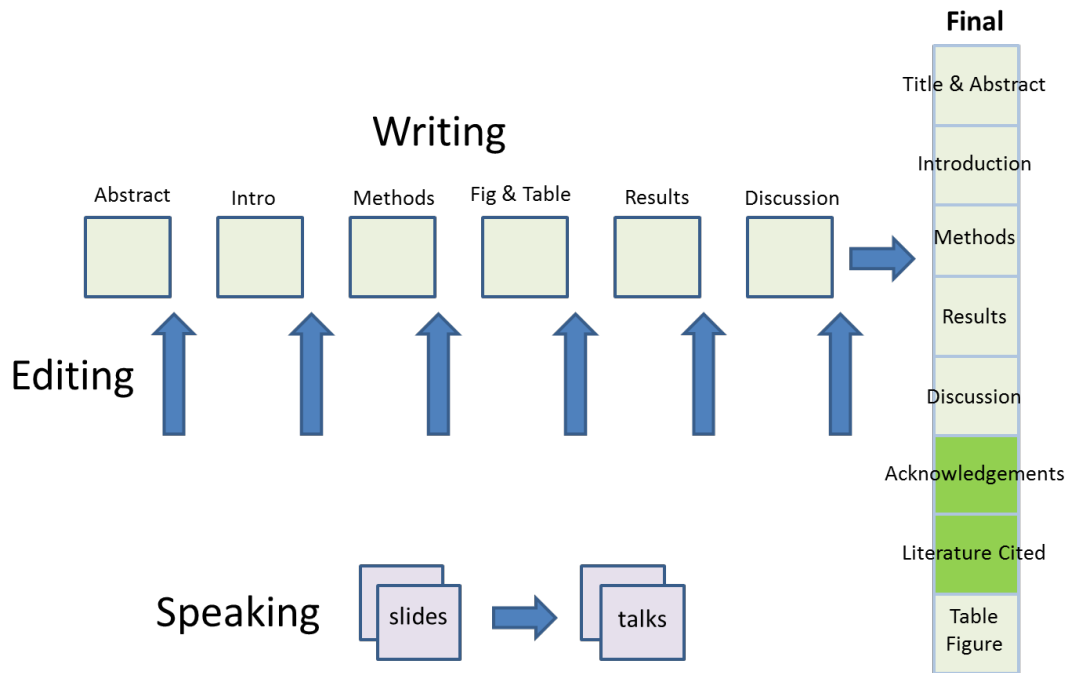 Final
Title & Abstract
Writing
Introduction
Abstract
Intro
Methods
Fig & Table
Results
Discussion
Methods
Results
Editing
Discussion
Acknowledgements
Literature Cited
Speaking
slides
talks
Table
Figure